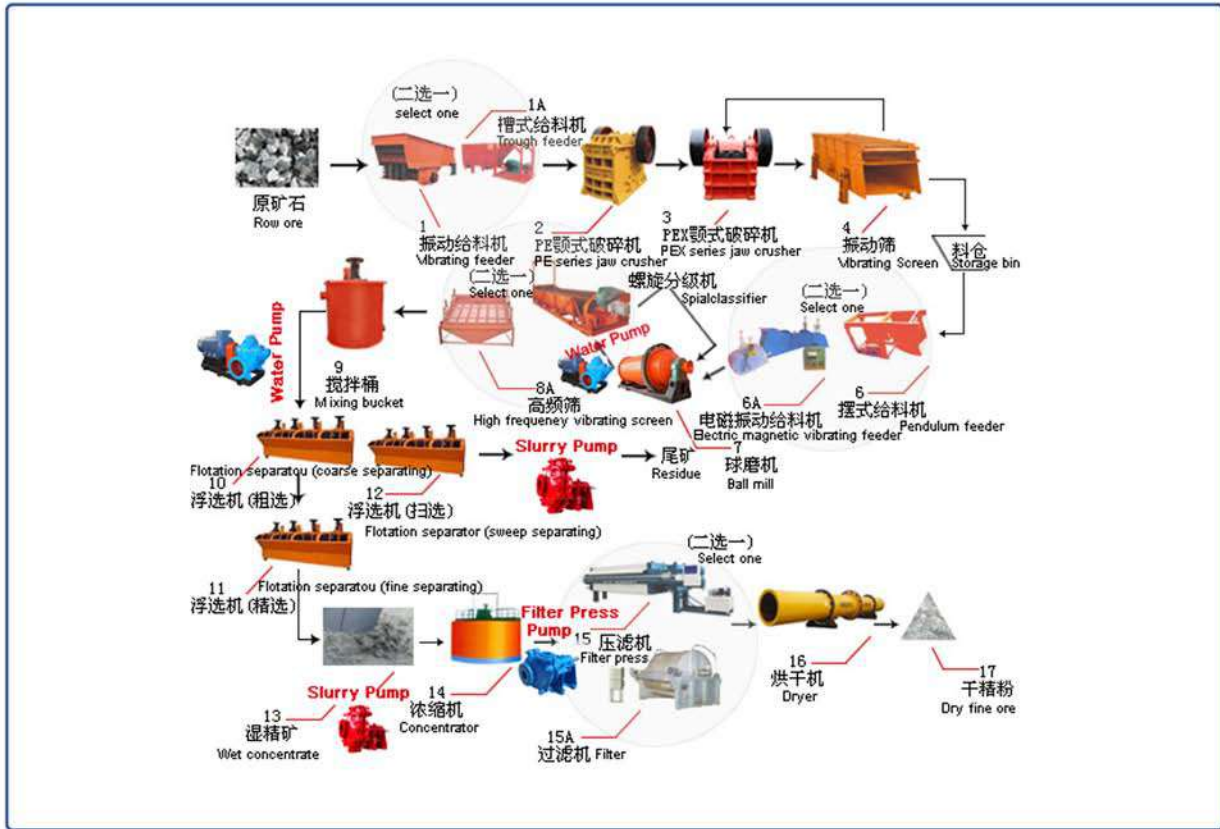 (二选一)
select one
1A
槽式给料机
Trough feeder
原矿石
Row ore
1
振动给料机
Vibrating feeder
2
PE颚式破碎机
PE series jaw crusher
3
PEX颚式破碎机
PEX series jaw crusher
4
振动筛
Vibrating Screen
料仓
Storage bin
(二选一)
Select one
螺旋分级机
Spialclassifier
(二选一)
Select one
Water Pump
Water Pump
9
搅拌桶
Mixing bucket
8A
高频筛
High frequeney vibrating screen
6A
电磁振动给料机
Electric magnetic vibrating feeder
6
摆式给料机
Pendulum feeder
7
球磨机
Ball mill
Flotation separatou (coarse separating)
10
浮选机(粗选)
12
浮选机(扫选)
Flotation separator (sweep separating)
Slurry Pump
尾矿
Residue
11
浮选机(精选)
Flotation separatou (fine separating)
(二选一)
Select one
Filter Press
Pump
15
压滤机
Filter press
Slurry Pump
13
湿精矿
Wet concentrate
14
浓缩机
Concentrator
15A
过滤机 Filter
16
烘干机
Dryer
17
干精粉
Dry fine ore